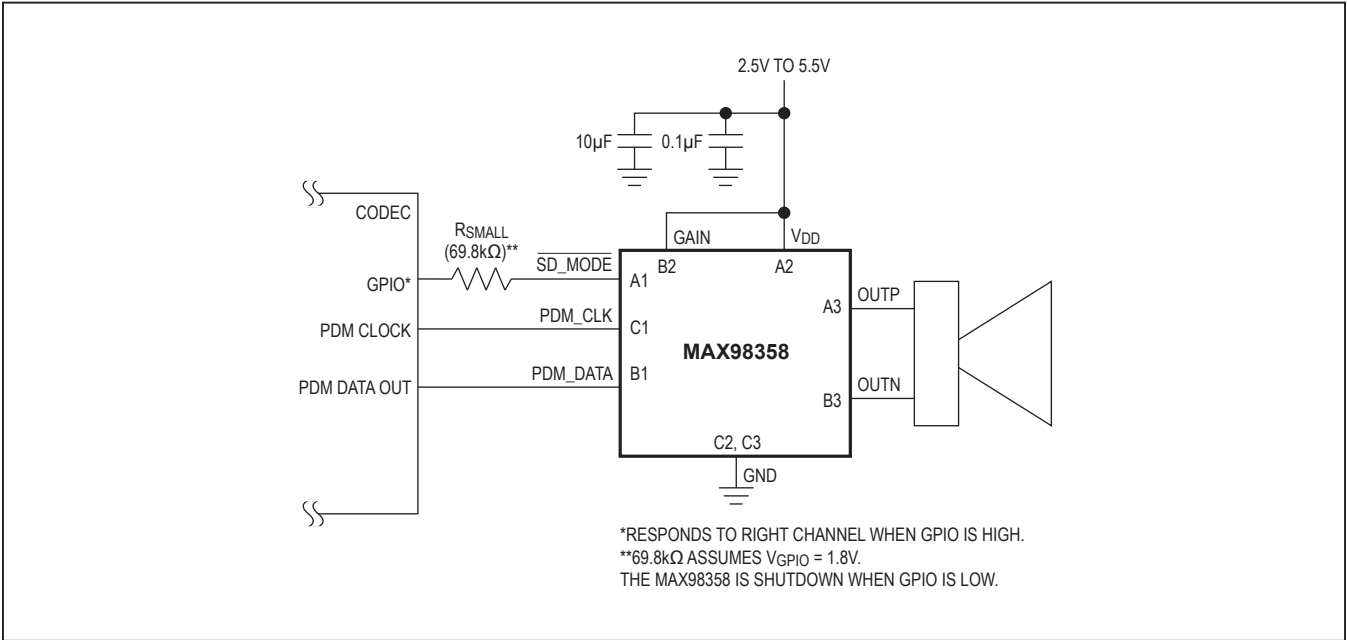 2.5V TO 5.5V
10µF
0.1µF
CODEC
RSMALL
(69.8kΩ)**
SD_MODE
GAIN
VDD
B2
A2
GPIO*
A1
A3
OUTP
PDM CLOCK
PDM_CLK
C1
MAX98358
PDM DATA OUT
PDM_DATA
B1
B3
OUTN
C2, C3
GND
*RESPONDS TO RIGHT CHANNEL WHEN GPIO IS HIGH.
**69.8kΩ ASSUMES VGPIO = 1.8V.
THE MAX98358 IS SHUTDOWN WHEN GPIO IS LOW.